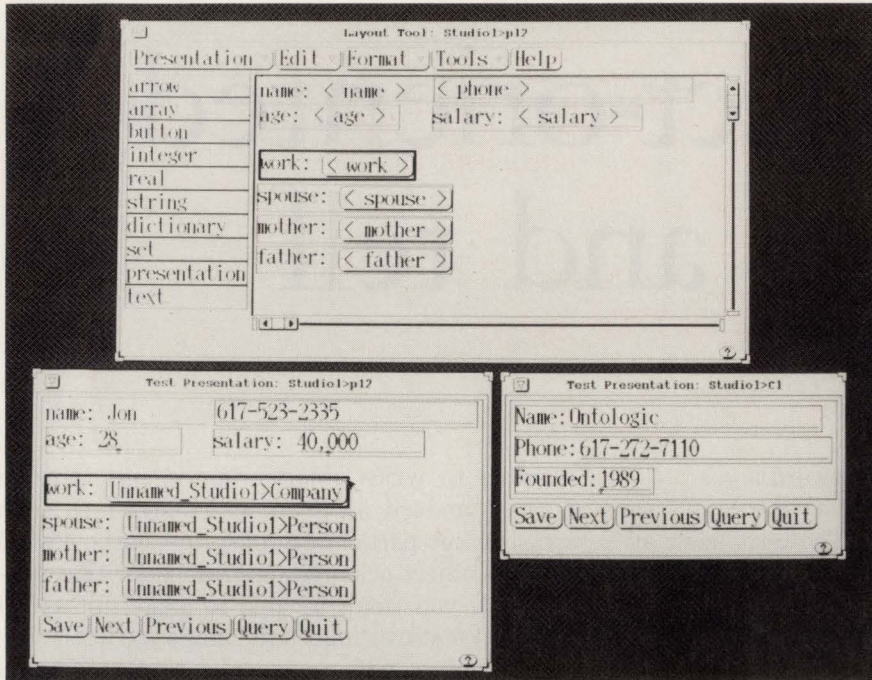 Layout Tool: Studio1>p12
Presentation Edit Format Tools Help
arrow
array
button
integer
real
string
dictionary
set
presentation
text
name: < name > < phone >
age: < age > salary: < salary >
work: < work >
spouse: < spouse >
mother: < mother >
father: < father >
Test Presentation: Studio1>p12
name: Jon 617-523-2335
age: 28 salary: 40,000
work: Unnamed_Studio1>Company
spouse: Unnamed_Studio1>Person
mother: Unnamed_Studio1>Person
father: Unnamed_Studio1>Person
Save Next Previous Query Quit
Test Presentation: Studio1>C1
Name: Ontologic
Phone: 617-272-7110
Founded: 1989
Save Next Previous Query Quit